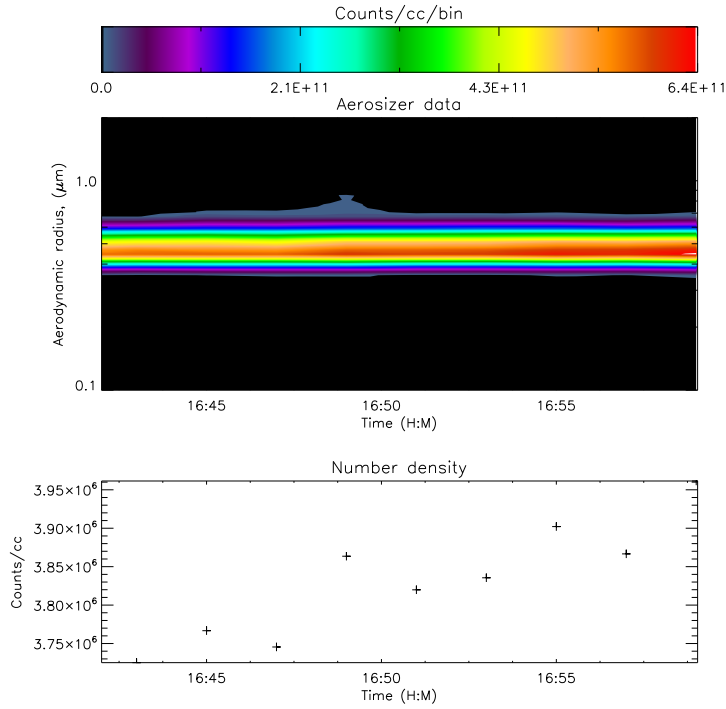 Counts/cc/bin
0.0 2.1E+11 4.3E+11 6.4E+11
Aerosizer data
Aerodynamic radius, (μm)
1.0
0.1
16:45 16:50 16:55
Time (H:M)
Number density
Counts/cc
3.95×10⁶
3.90×10⁶
3.85×10⁶
3.80×10⁶
3.75×10⁶
16:45 16:50 16:55
Time (H:M)